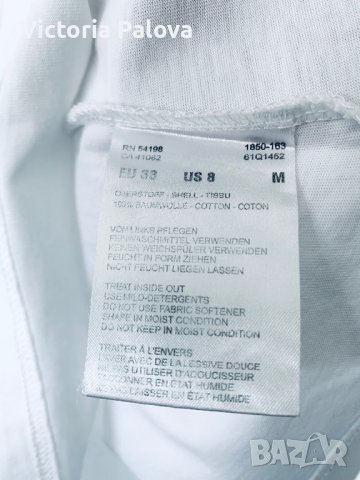 Victoria Palova
RN 54198 1850-163
CA 41062 61Q1462
EU 38 US 8 M
OBERSTOFF - SHELL - TISSU
100% BAUMWOLLE - COTTON - COTON
VON LINKS PFLEGEN
FEINWASCHMITTEL VERWENDEN
KEINEN WEICHSPÜLER VERWENDEN
FEUCHT IN FORM ZIEHEN
NICHT FEUCHT LIEGEN LASSEN
TREAT INSIDE OUT
USE MILD DETERGENTS
DO NOT USE FABRIC SOFTENER
SHAPE IN MOIST CONDITION
DO NOT KEEP IN MOIST CONDITION
TRAITER À L'ENVERS
LAVER AVEC DE LA LESSIVE DOUCE
NE PAS UTILISER D'ADOUCISSEUR
DONNER EN ÉTAT HUMIDE
NE PAS LAISSER EN ÉTAT HUMIDE
BAZAR
bg